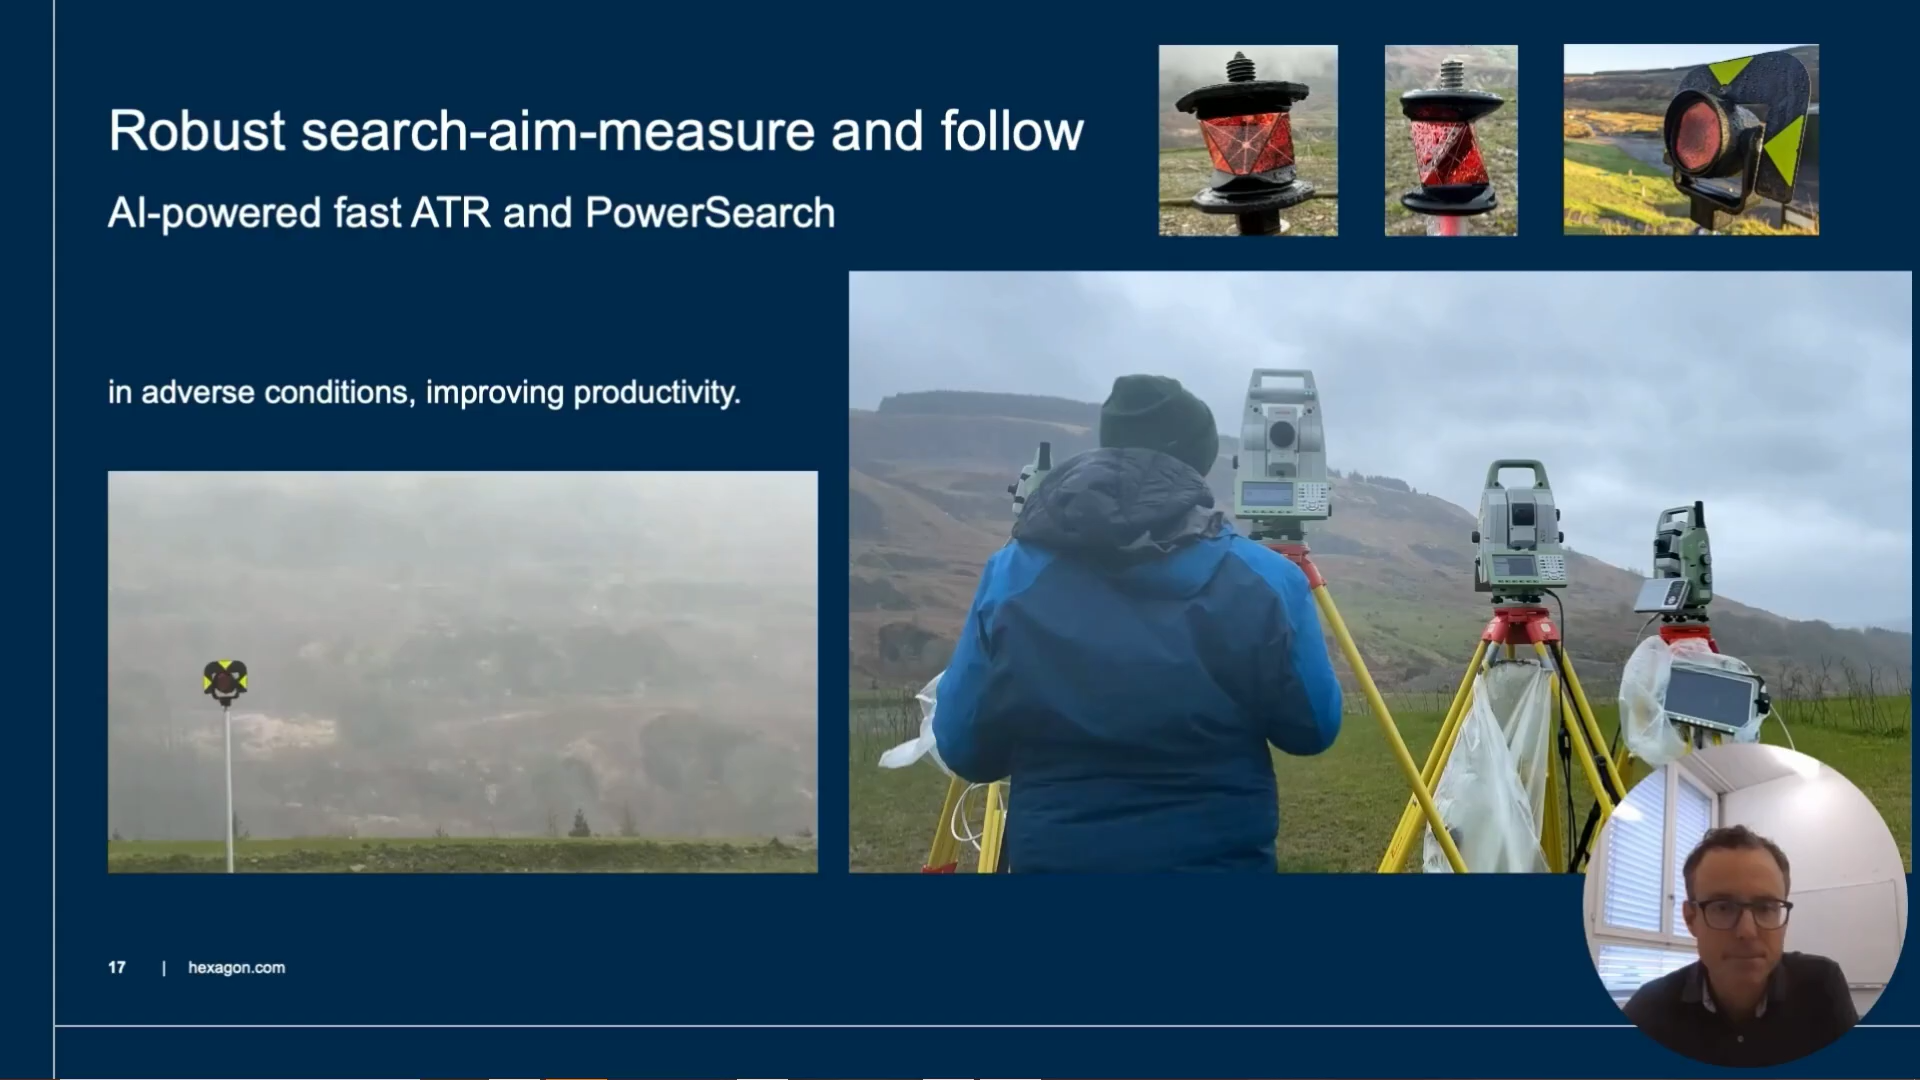 Robust search-aim-measure and follow
AI-powered fast ATR and PowerSearch
in adverse conditions, improving productivity.
17 | hexagon.com